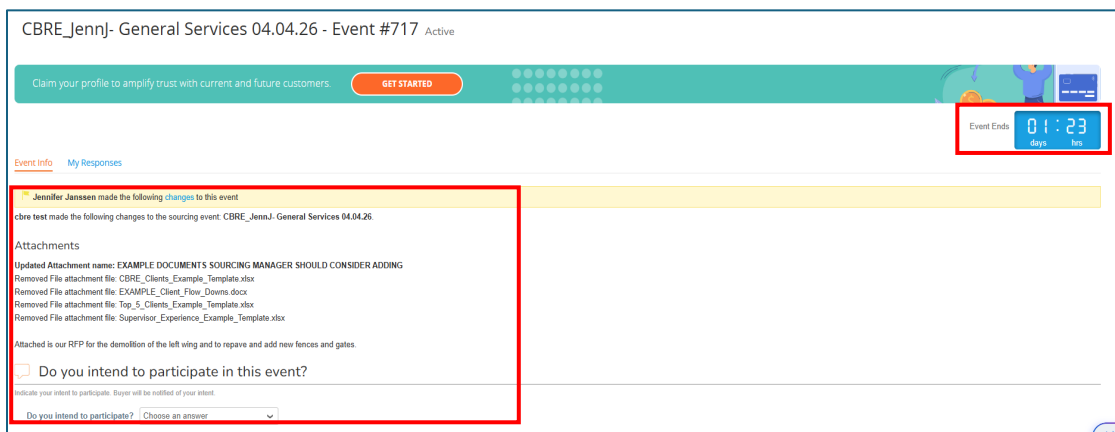 CBRE_JennJ- General Services 04.04.26 - Event #717 Active
Claim your profile to amplify trust with current and future customers. GET STARTED
Event Ends 01 : 23
days hrs
Event Info My Responses
Jennifer Janssen made the following changes to this event
cbre test made the following changes to the sourcing event: CBRE_JennJ- General Services 04.04.26.
Attachments
Updated Attachment name: EXAMPLE DOCUMENTS SOURCING MANAGER SHOULD CONSIDER ADDING
Removed File attachment file: CBRE_Clients_Example_Template.xlsx
Removed File attachment file: EXAMPLE_Client_Flow_Downs.docx
Removed File attachment file: Top_5_Clients_Example_Template.xlsx
Removed File attachment file: Supervisor_Experience_Example_Template.xlsx
Attached is our RFP for the demolition of the left wing and to repave and add new fences and gates.
Do you intend to participate in this event?
Indicate your intent to participate. Buyer will be notified of your intent.
Do you intend to participate? Choose an answer